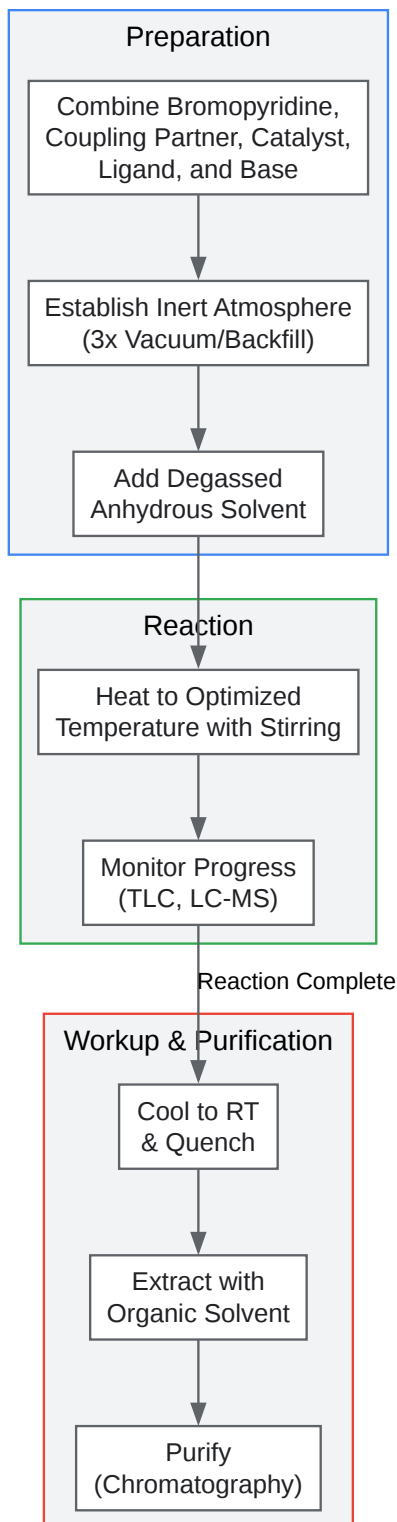 Preparation
Combine Bromopyridine,
Coupling Partner, Catalyst,
Ligand, and Base
Establish Inert Atmosphere
(3x Vacuum/Backfill)
Add Degassed
Anhydrous Solvent
Reaction
Heat to Optimized
Temperature with Stirring
Monitor Progress
(TLC, LC-MS)
Reaction Complete
Workup & Purification
Cool to RT
& Quench
Extract with
Organic Solvent
Purify
(Chromatography)